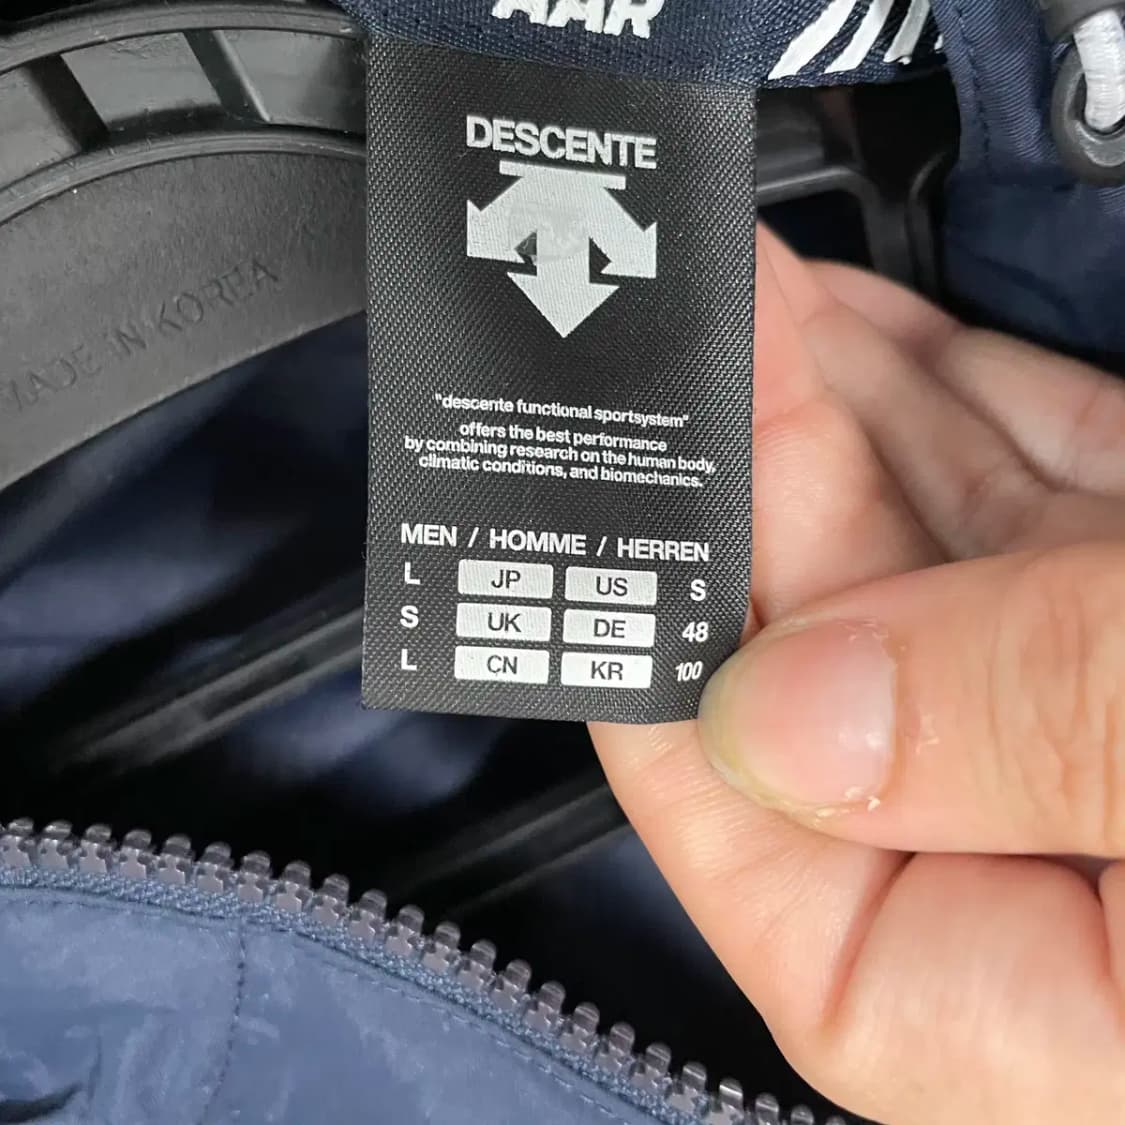 DESCENTE
MADE IN KOREA
"descente functional sportsystem"
offers the best performance
by combining research on the human body,
climatic conditions, and biomechanics.
MEN / HOMME / HERREN
L JP US S
S UK DE 48
L CN KR 100